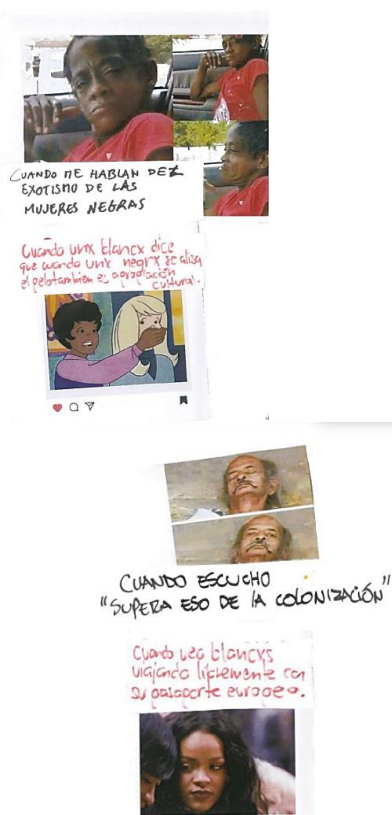 CUANDO ME HABLAN DEL
EXOTISMO DE LAS
MUJERES NEGRAS
Cuando unx blancx dice
que cuando unx negrx se alisa
el pelo tambien es apropiación
cultural.
CUANDO ESCUCHO
"SUPERA ESO DE LA COLONIZACIÓN"
Cuando veo blancxs
viajando libremente con
su pasaporte europeo.